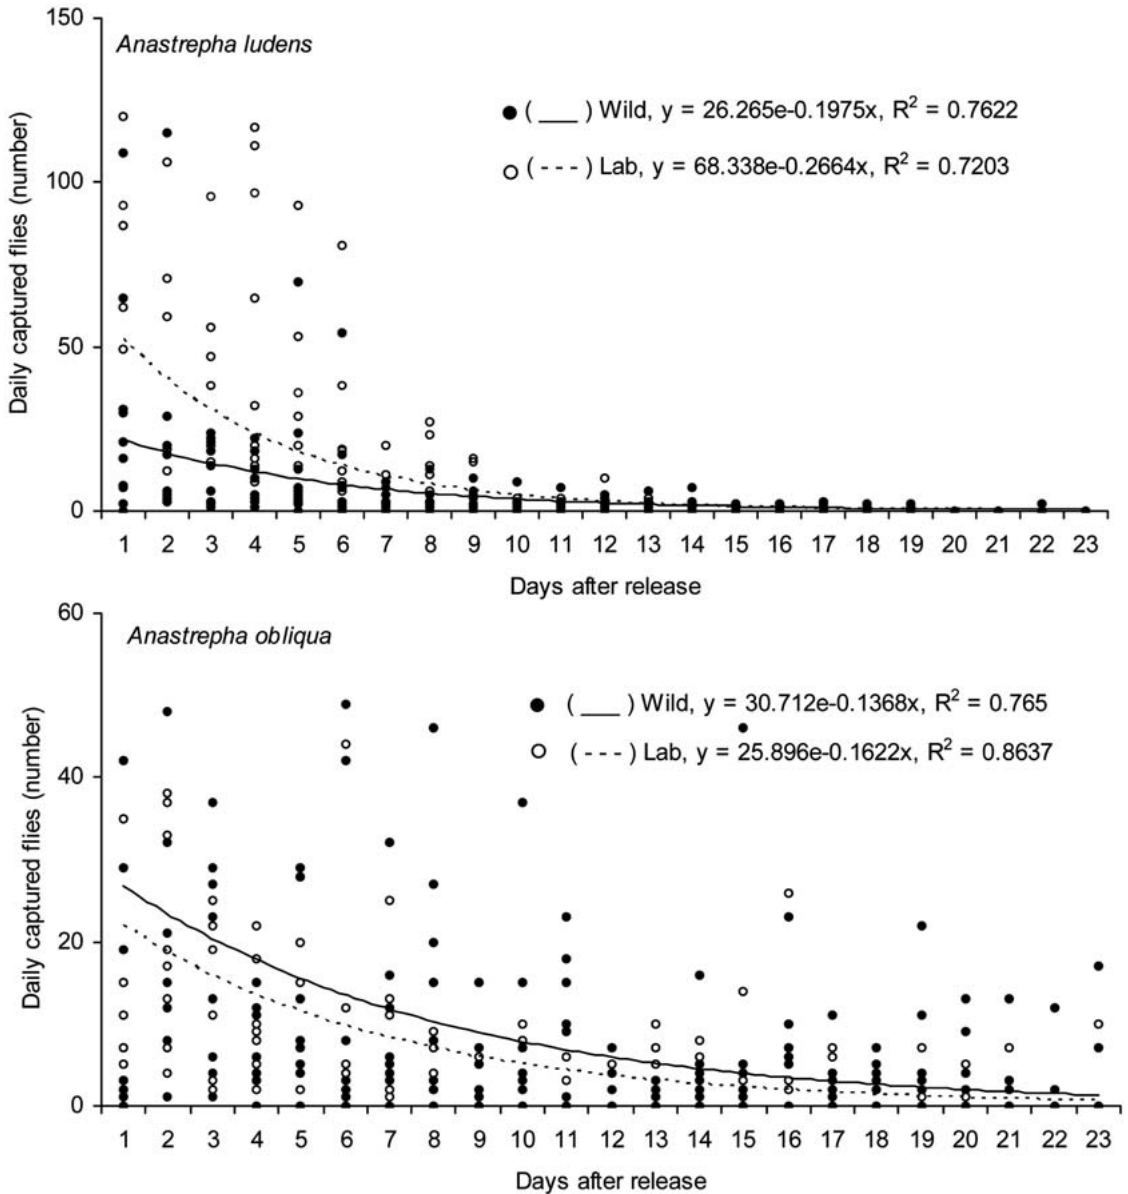 150
Anastrepha ludens
● ( ___ ) Wild, y = 26.265e-0.1975x, R² = 0.7622
○ ( - - - ) Lab, y = 68.338e-0.2664x, R² = 0.7203
100
50
0
Daily captured flies (number)
1 2 3 4 5 6 7 8 9 10 11 12 13 14 15 16 17 18 19 20 21 22 23
Days after release
60
Anastrepha obliqua
● ( ___ ) Wild, y = 30.712e-0.1368x, R² = 0.765
○ ( - - - ) Lab, y = 25.896e-0.1622x, R² = 0.8637
40
20
0
Daily captured flies (number)
1 2 3 4 5 6 7 8 9 10 11 12 13 14 15 16 17 18 19 20 21 22 23
Days after release